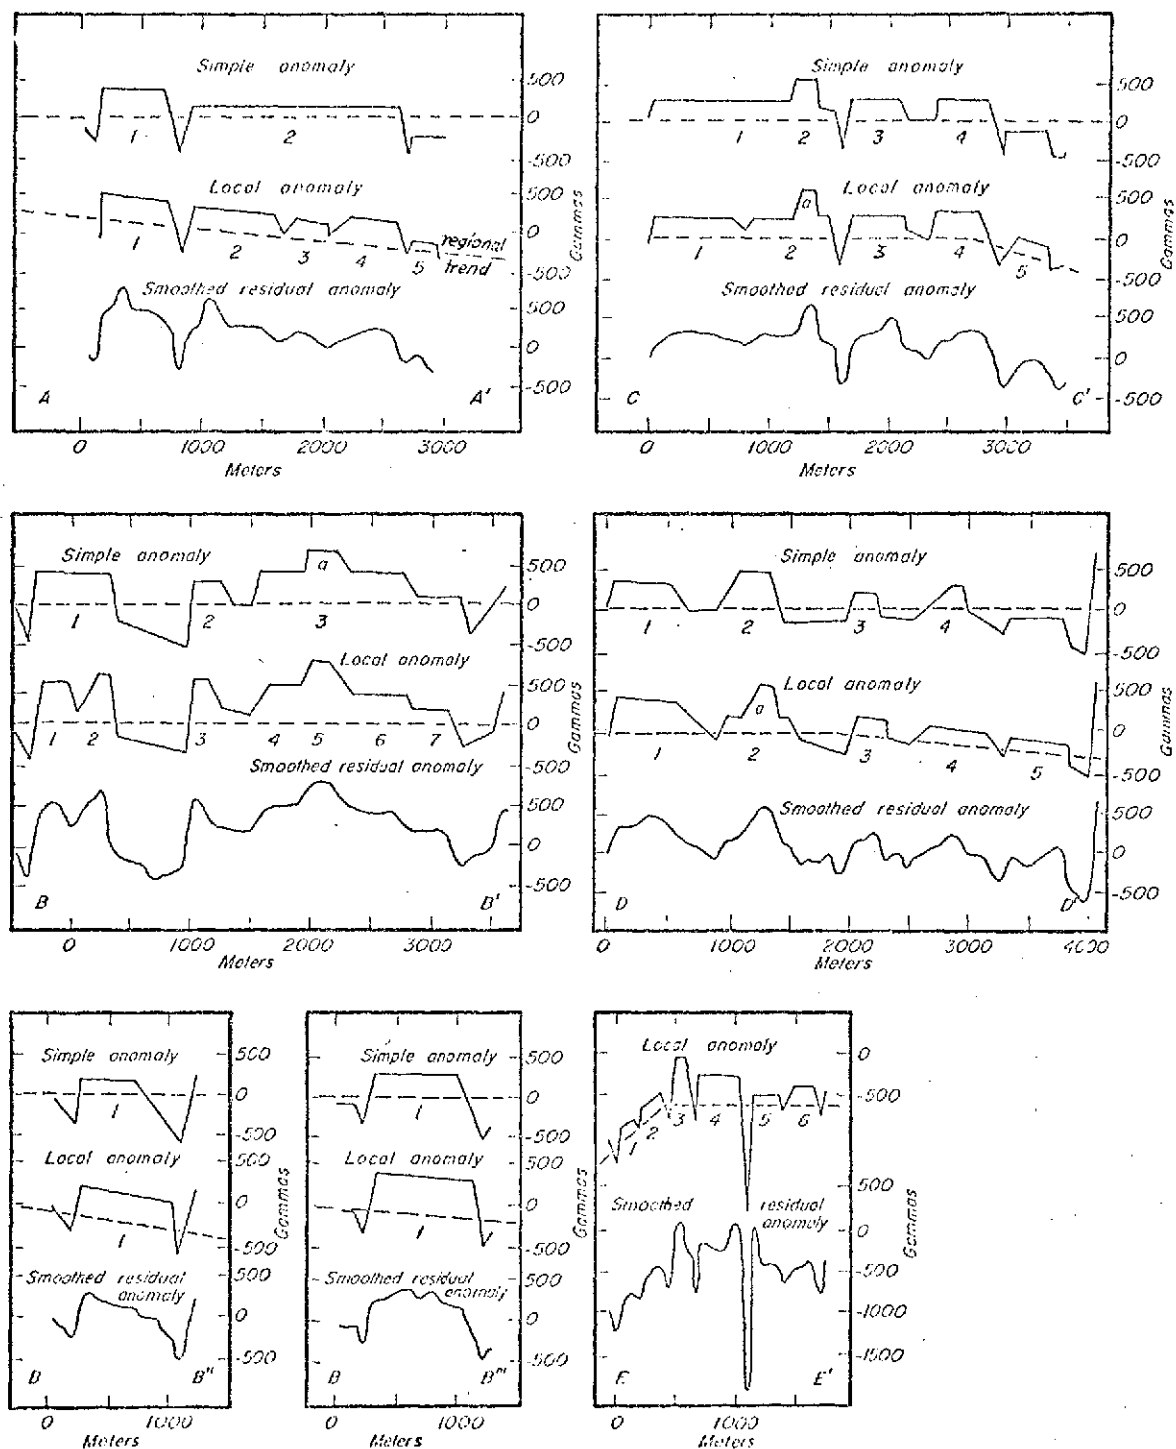 Simple anomaly
500
0
-500
1
2
Local anomaly
500
0
-500
Gammas
1
2
3
4
5
regional
trend
Smoothed residual anomaly
500
0
-500
A
A'
0 1000 2000 3000
Meters
Simple anomaly
500
0
-500
1
2
3
4
Local anomaly
a
500
0
-500
Gammas
1
2
3
4
5
Smoothed residual anomaly
500
0
-500
C
C'
0 1000 2000 3000
Meters
Simple anomaly
a
500
0
-500
1
2
3
Local anomaly
500
0
-500
Gammas
1
2
3
4
5
6
7
Smoothed residual anomaly
500
0
-500
B
B'
0 1000 2000 3000
Meters
Simple anomaly
500
0
-500
1
2
3
4
Local anomaly
a
500
0
-500
Gammas
1
2
3
4
5
Smoothed residual anomaly
500
0
-500
D
D'
0 1000 2000 3000 4000
Meters
Simple anomaly
500
0
-500
1
Local anomaly
500
0
-500
Gammas
1
Smoothed residual
anomaly
500
0
-500
B
B"
0 1000
Meters
Simple anomaly
500
0
-500
1
Local anomaly
500
0
-500
Gammas
1
Smoothed residual
anomaly
500
0
-500
B
B'"
0 1000
Meters
Local anomaly
0
-500
1
2
3
4
5
6
Smoothed residual
anomaly
500
0
-500
-1000
-1500
Gammas
E
E'
0 1000
Meters